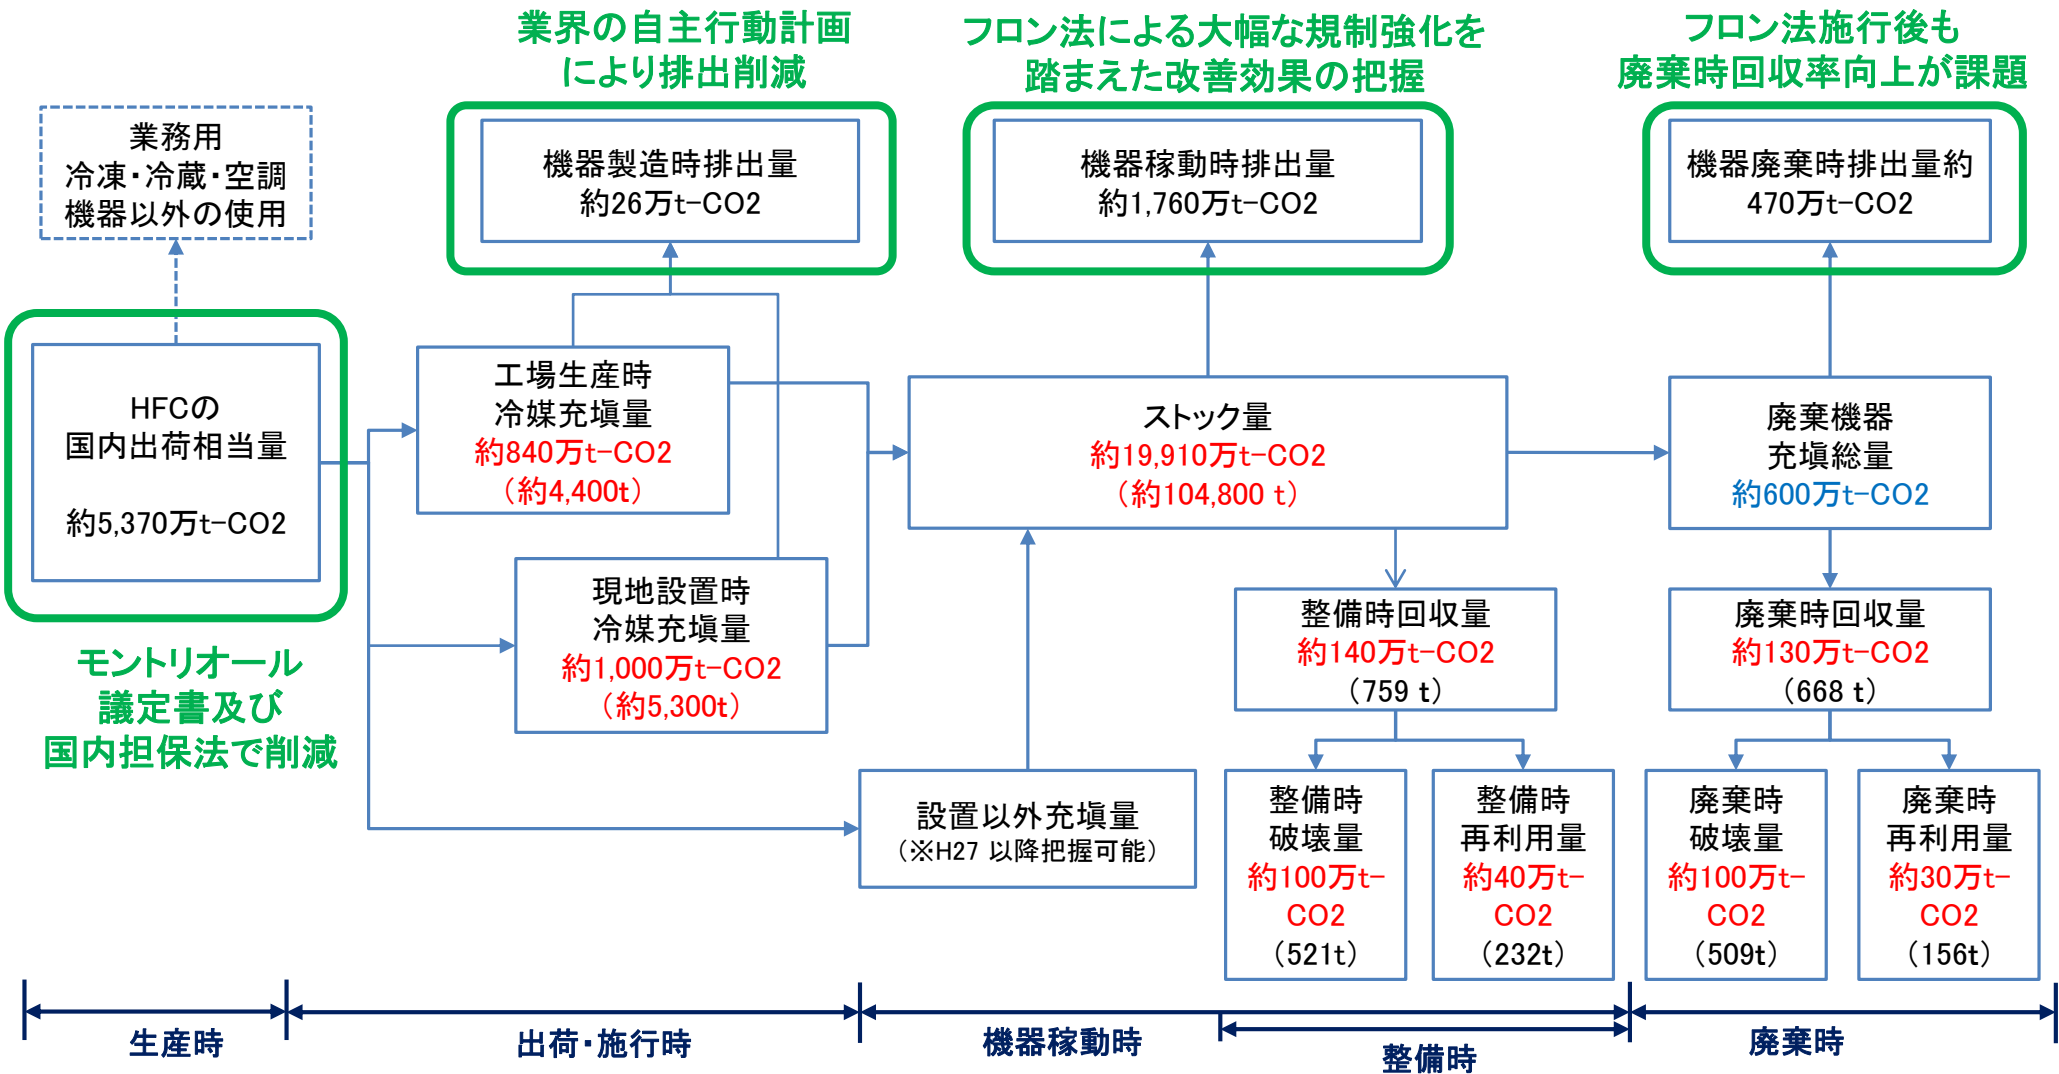 業界の自主行動計画
により排出削減
フロン法による大幅な規制強化を
踏まえた改善効果の把握
フロン法施行後も
廃棄時回収率向上が課題
業務用
冷凍・冷蔵・空調
機器以外の使用
機器製造時排出量
約26万t-CO2
機器稼動時排出量
約1,760万t-CO2
機器廃棄時排出量約
470万t-CO2
HFCの
国内出荷相当量
約5,370万t-CO2
モントリオール
議定書及び
国内担保法で削減
工場生産時
冷媒充塡量
約840万t-CO2
(約4,400t)
現地設置時
冷媒充塡量
約1,000万t-CO2
(約5,300t)
設置以外充塡量
(※H27 以降把握可能)
ストック量
約19,910万t-CO2
(約104,800 t)
整備時回収量
約140万t-CO2
(759 t)
整備時
破壊量
約100万t-
CO2
(521t)
整備時
再利用量
約40万t-
CO2
(232t)
廃棄機器
充塡総量
約600万t-CO2
廃棄時回収量
約130万t-CO2
(668 t)
廃棄時
破壊量
約100万t-
CO2
(509t)
廃棄時
再利用量
約30万t-
CO2
(156t)
生産時
出荷・施行時
機器稼動時
整備時
廃棄時